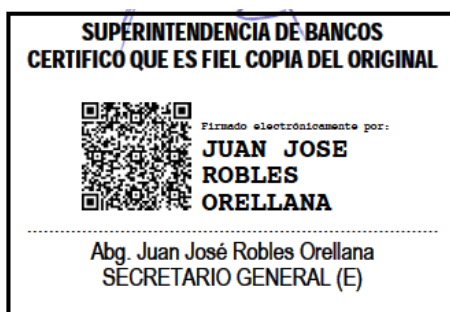 SUPERINTENDENCIA DE BANCOS
CERTIFICO QUE ES FIEL COPIA DEL ORIGINAL
Firmado electrónicamente por:
JUAN JOSE
ROBLES
ORELLANA
Abg. Juan José Robles Orellana
SECRETARIO GENERAL (E)